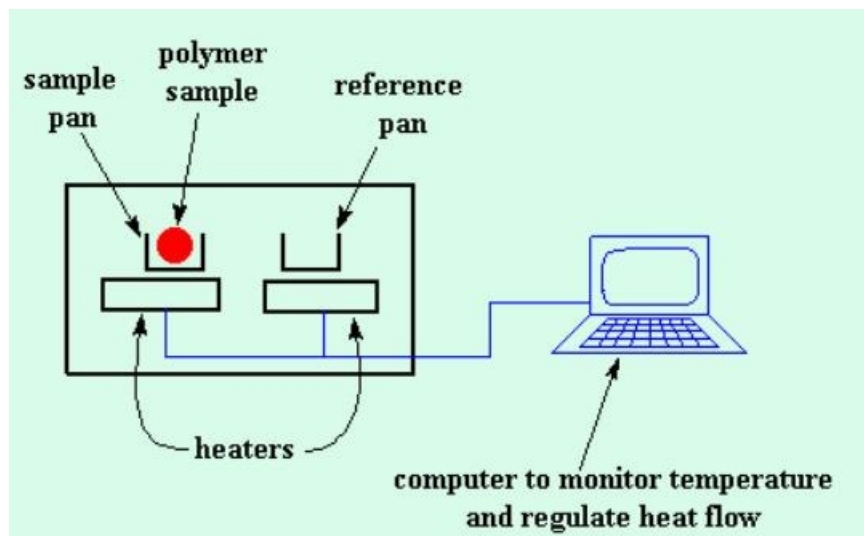 sample
pan
polymer
sample
reference
pan
heaters
computer to monitor temperature
and regulate heat flow